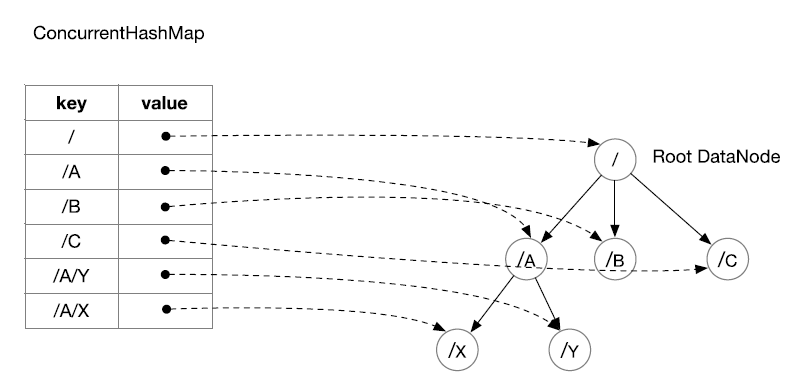 ConcurrentHashMap
key value
/
/A
/B
/C
/A/Y
/A/X
/
Root DataNode
/A
/B
/C
/X
/Y